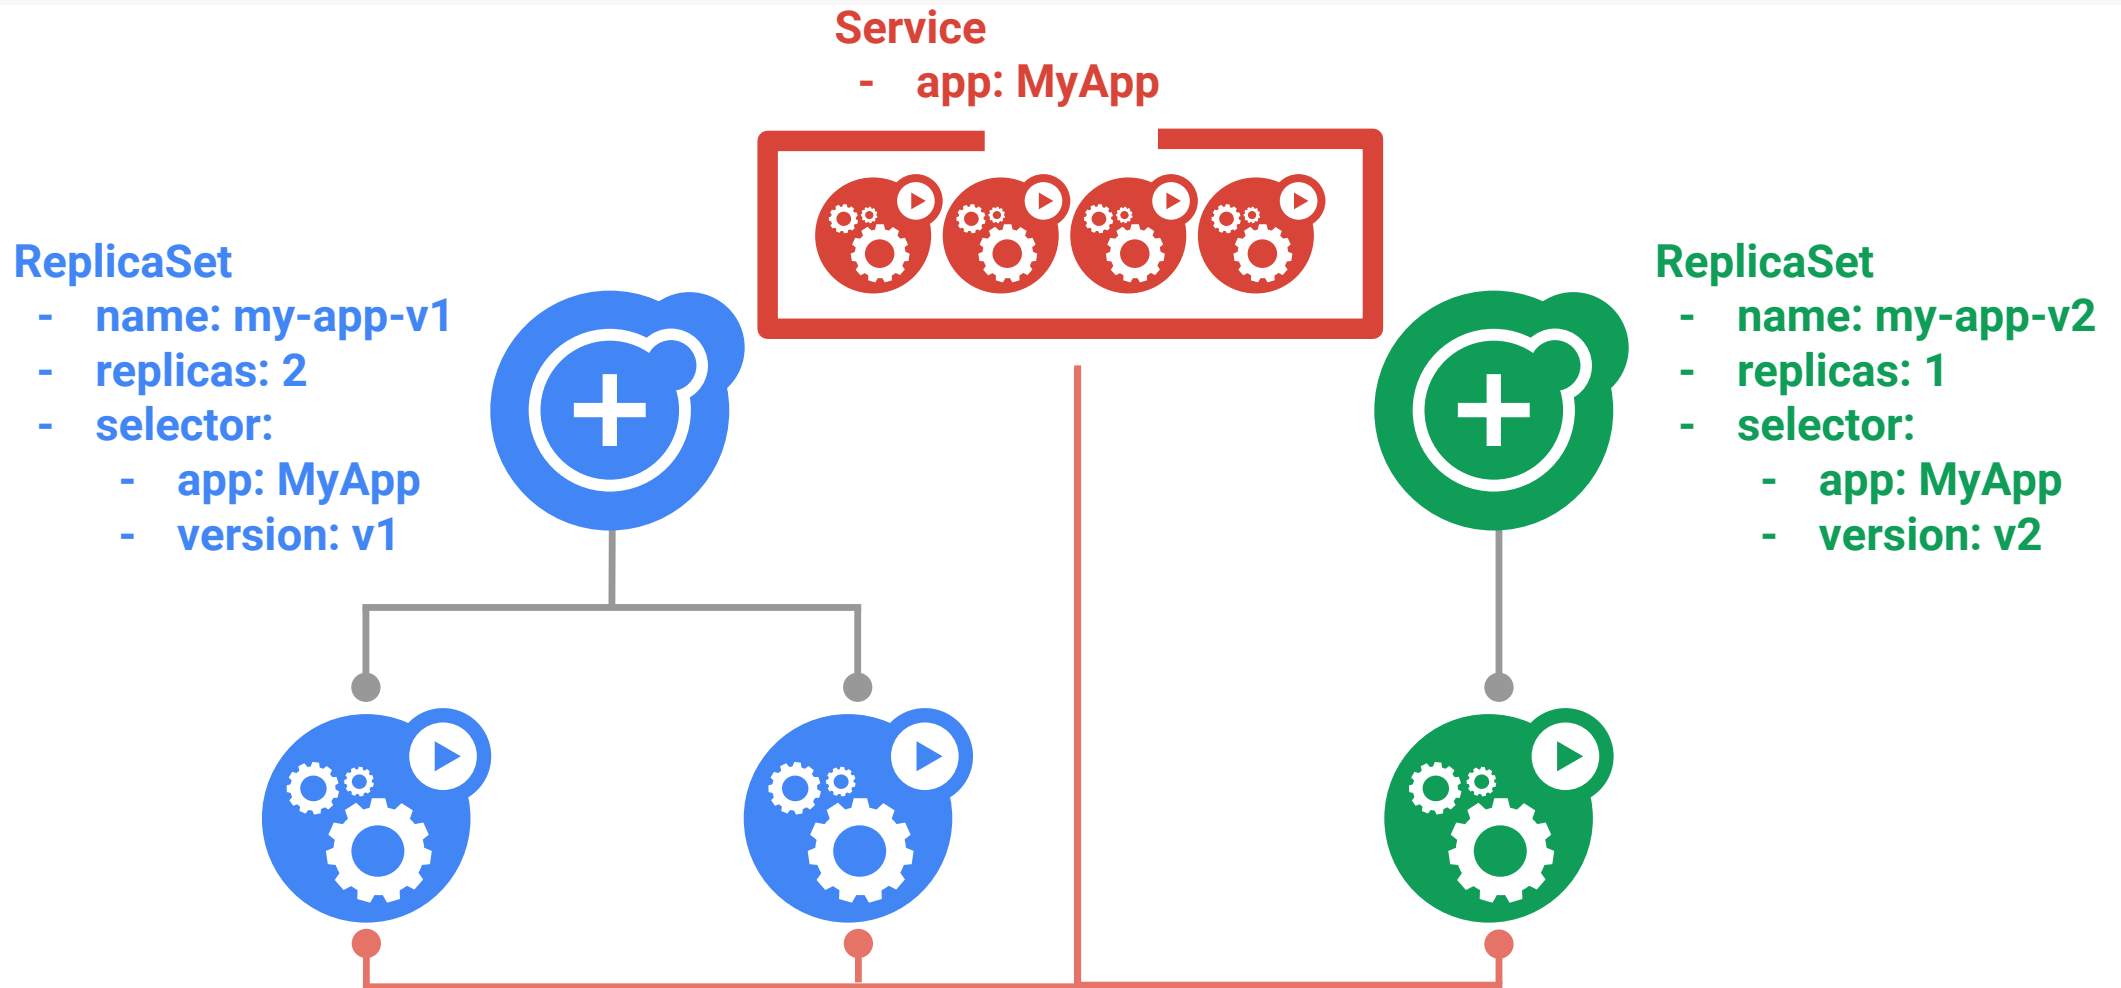 Service
- app: MyApp
ReplicaSet
- name: my-app-v1
- replicas: 2
- selector:
- app: MyApp
- version: v1
ReplicaSet
- name: my-app-v2
- replicas: 1
- selector:
- app: MyApp
- version: v2